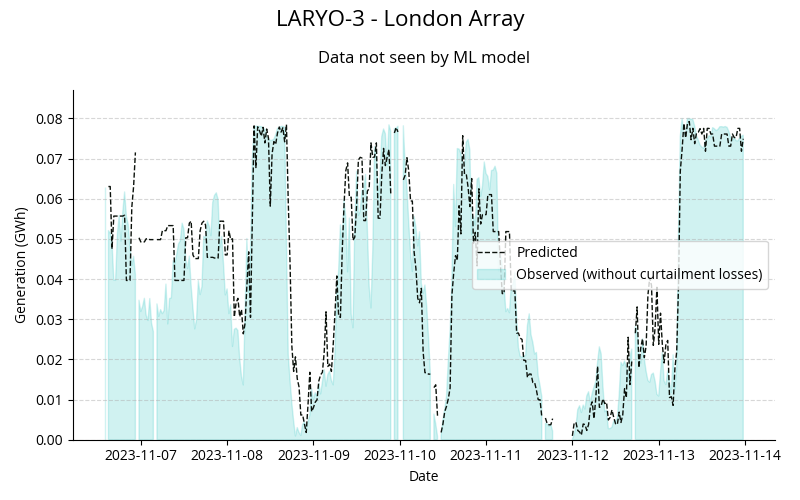 LARYO-3 - London Array
Data not seen by ML model
Generation (GWh)
0.08
0.07
0.06
0.05
0.04
0.03
0.02
0.01
0.00
Predicted
Observed (without curtailment losses)
2023-11-07 2023-11-08 2023-11-09 2023-11-10 2023-11-11 2023-11-12 2023-11-13 2023-11-14
Date